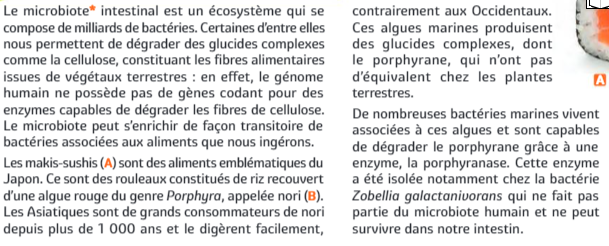 Le microbiote* intestinal est un écosystème qui se
compose de milliards de bactéries. Certaines d'entre elles
nous permettent de dégrader des glucides complexes
comme la cellulose, constituant les fibres alimentaires
issues de végétaux terrestres : en effet, le génome
humain ne possède pas de gènes codant pour des
enzymes capables de dégrader les fibres de cellulose.
Le microbiote peut s'enrichir de façon transitoire de
bactéries associées aux aliments que nous ingérons.
Les makis-sushis (A) sont des aliments emblématiques du
Japon. Ce sont des rouleaux constitués de riz recouvert
d'une algue rouge du genre Porphyra, appelée nori (B).
Les Asiatiques sont de grands consommateurs de nori
depuis plus de 1 000 ans et le digèrent facilement,
contrairement aux Occidentaux.
Ces algues marines produisent
des glucides complexes, dont
le porphyrane, qui n'ont pas
d'équivalent chez les plantes
terrestres.
A
De nombreuses bactéries marines vivent
associées à ces algues et sont capables
de dégrader le porphyrane grâce à une
enzyme, la porphyranase. Cette enzyme
a été isolée notamment chez la bactérie
Zobellia galactanivorans qui ne fait pas
partie du microbiote humain et ne peut
survivre dans notre intestin.